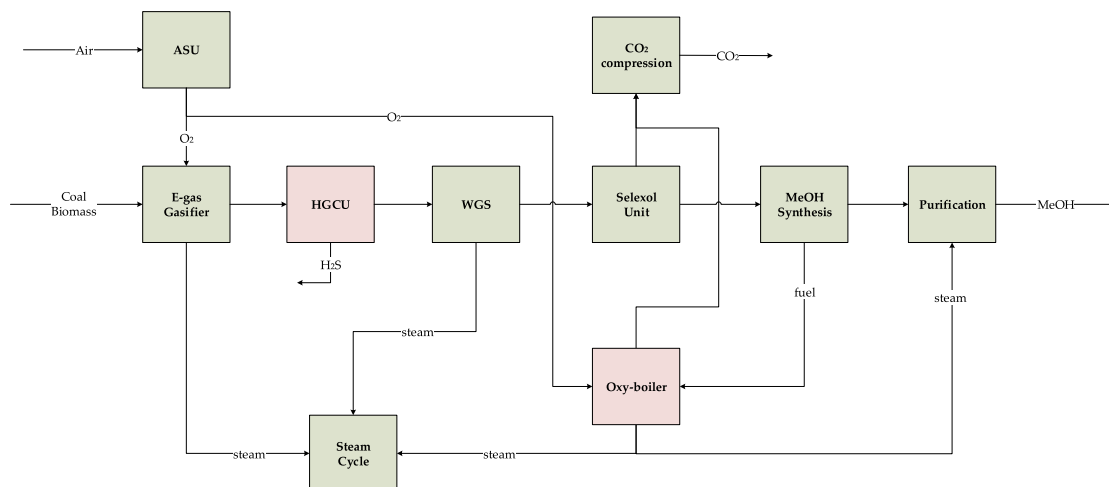 Air
ASU
CO₂
compression
CO₂
O₂
O₂
Coal
Biomass
E-gas
Gasifier
HGCU
WGS
Selexol
Unit
MeOH
Synthesis
Purification
MeOH
H₂S
fuel
steam
steam
Oxy-boiler
steam
Steam
Cycle
steam